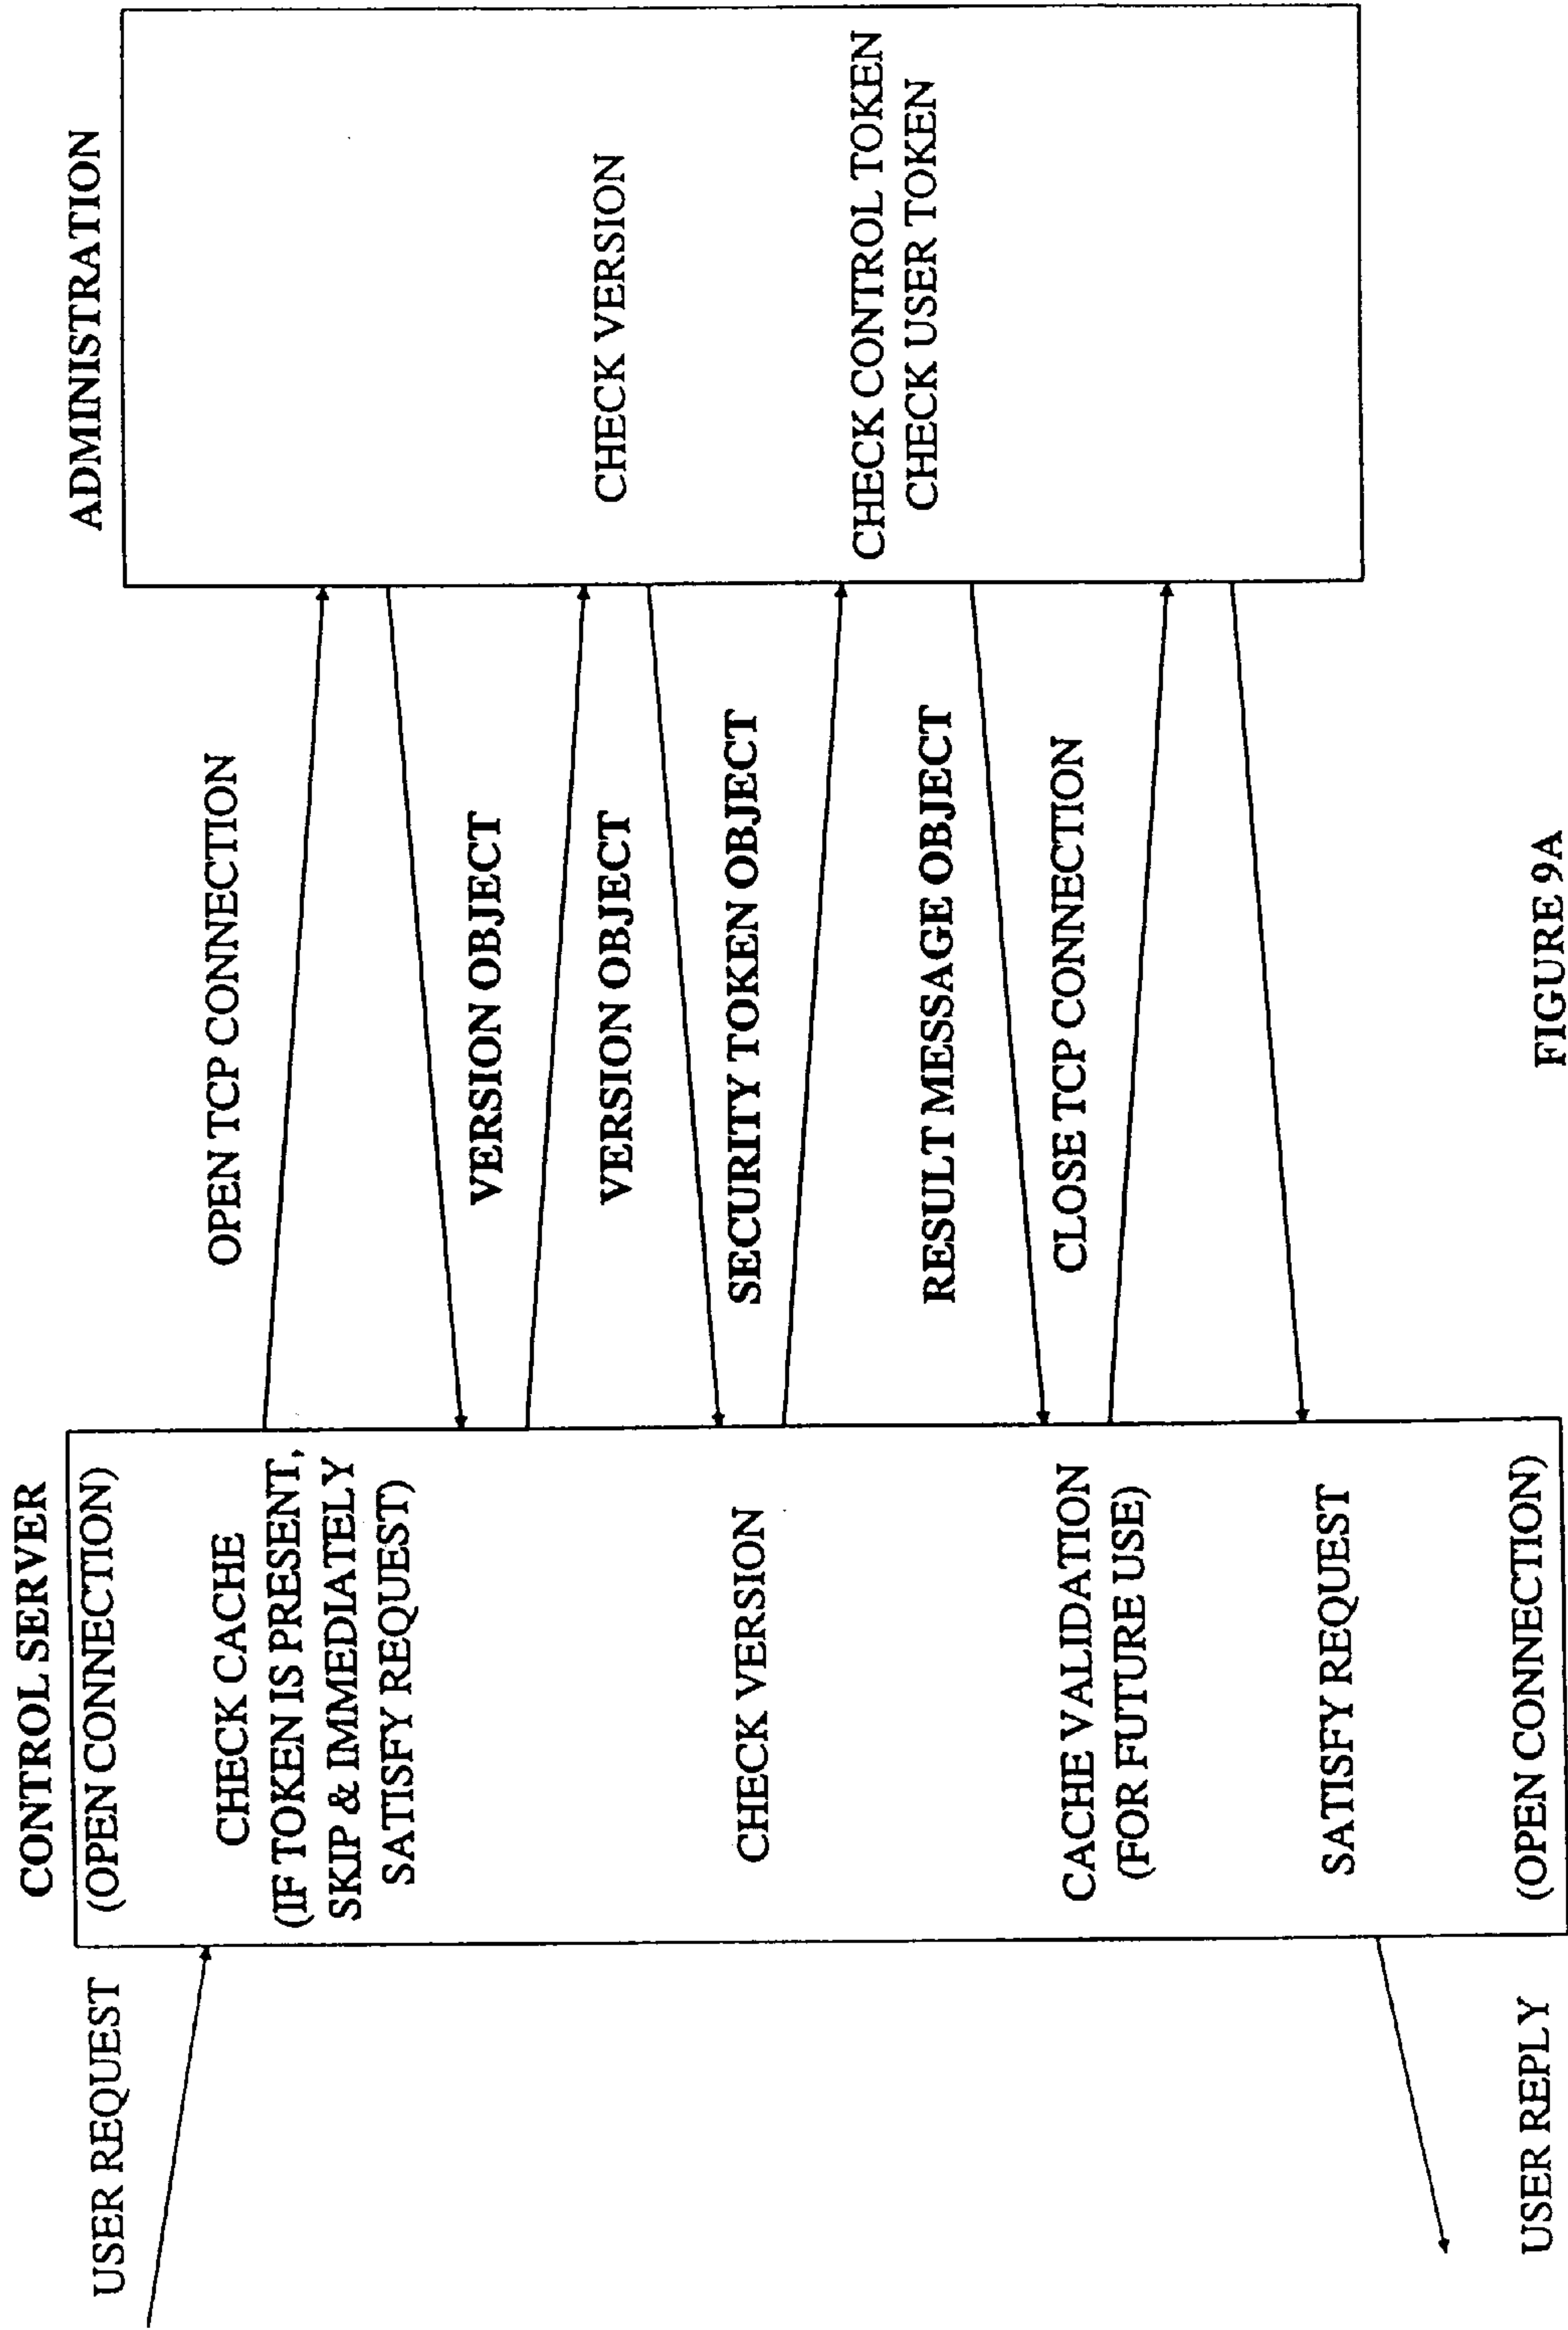 CONTROL SERVER
ADMINISTRATION
USER REQUEST
(OPEN CONNECTION)
CHECK CACHE
(IF TOKEN IS PRESENT,
SKIP & IMMEDIATELY
SATISFY REQUEST)
OPEN TCP CONNECTION
VERSION OBJECT
VERSION OBJECT
CHECK VERSION
CHECK VERSION
SECURITY TOKEN OBJECT
CHECK CONTROL TOKEN
CHECK USER TOKEN
RESULT MESSAGE OBJECT
CACHE VALIDATION
(FOR FUTURE USE)
CLOSE TCP CONNECTION
SATISFY REQUEST
(OPEN CONNECTION)
USER REPLY
FIGURE 9A